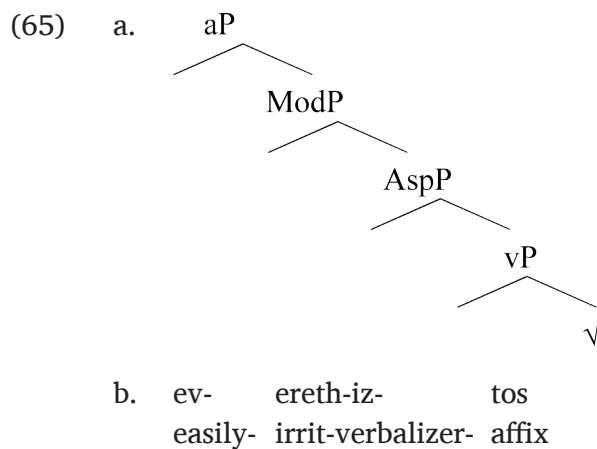 (65) a. aP
ModP
AspP
vP
√
b. ev- ereth-iz- tos
easily- irrit-verbalizer- affix